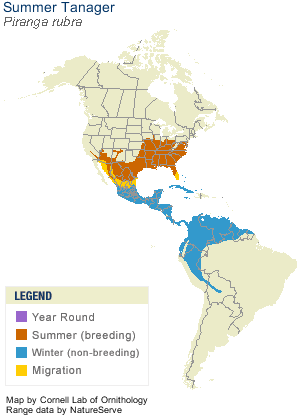 Summer Tanager
Piranga rubra
LEGEND
Year Round
Summer (breeding)
Winter (non-breeding)
Migration
Map by Cornell Lab of Ornithology
Range data by NatureServe